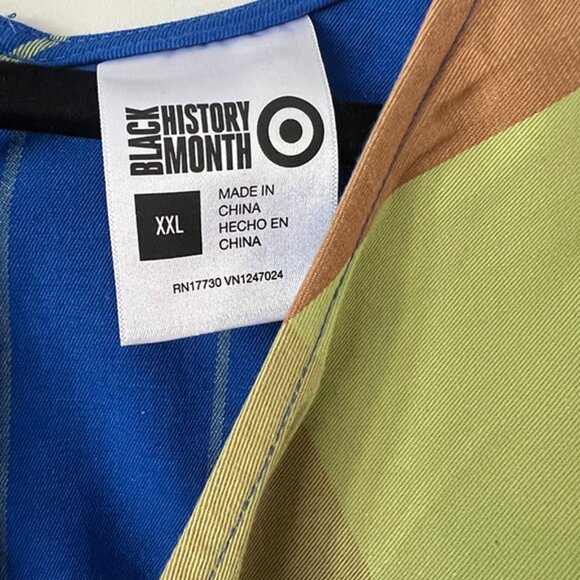 BLACK
HISTORY
MONTH
XXL
MADE IN
CHINA
HECHO EN
CHINA
RN17730 VN1247024